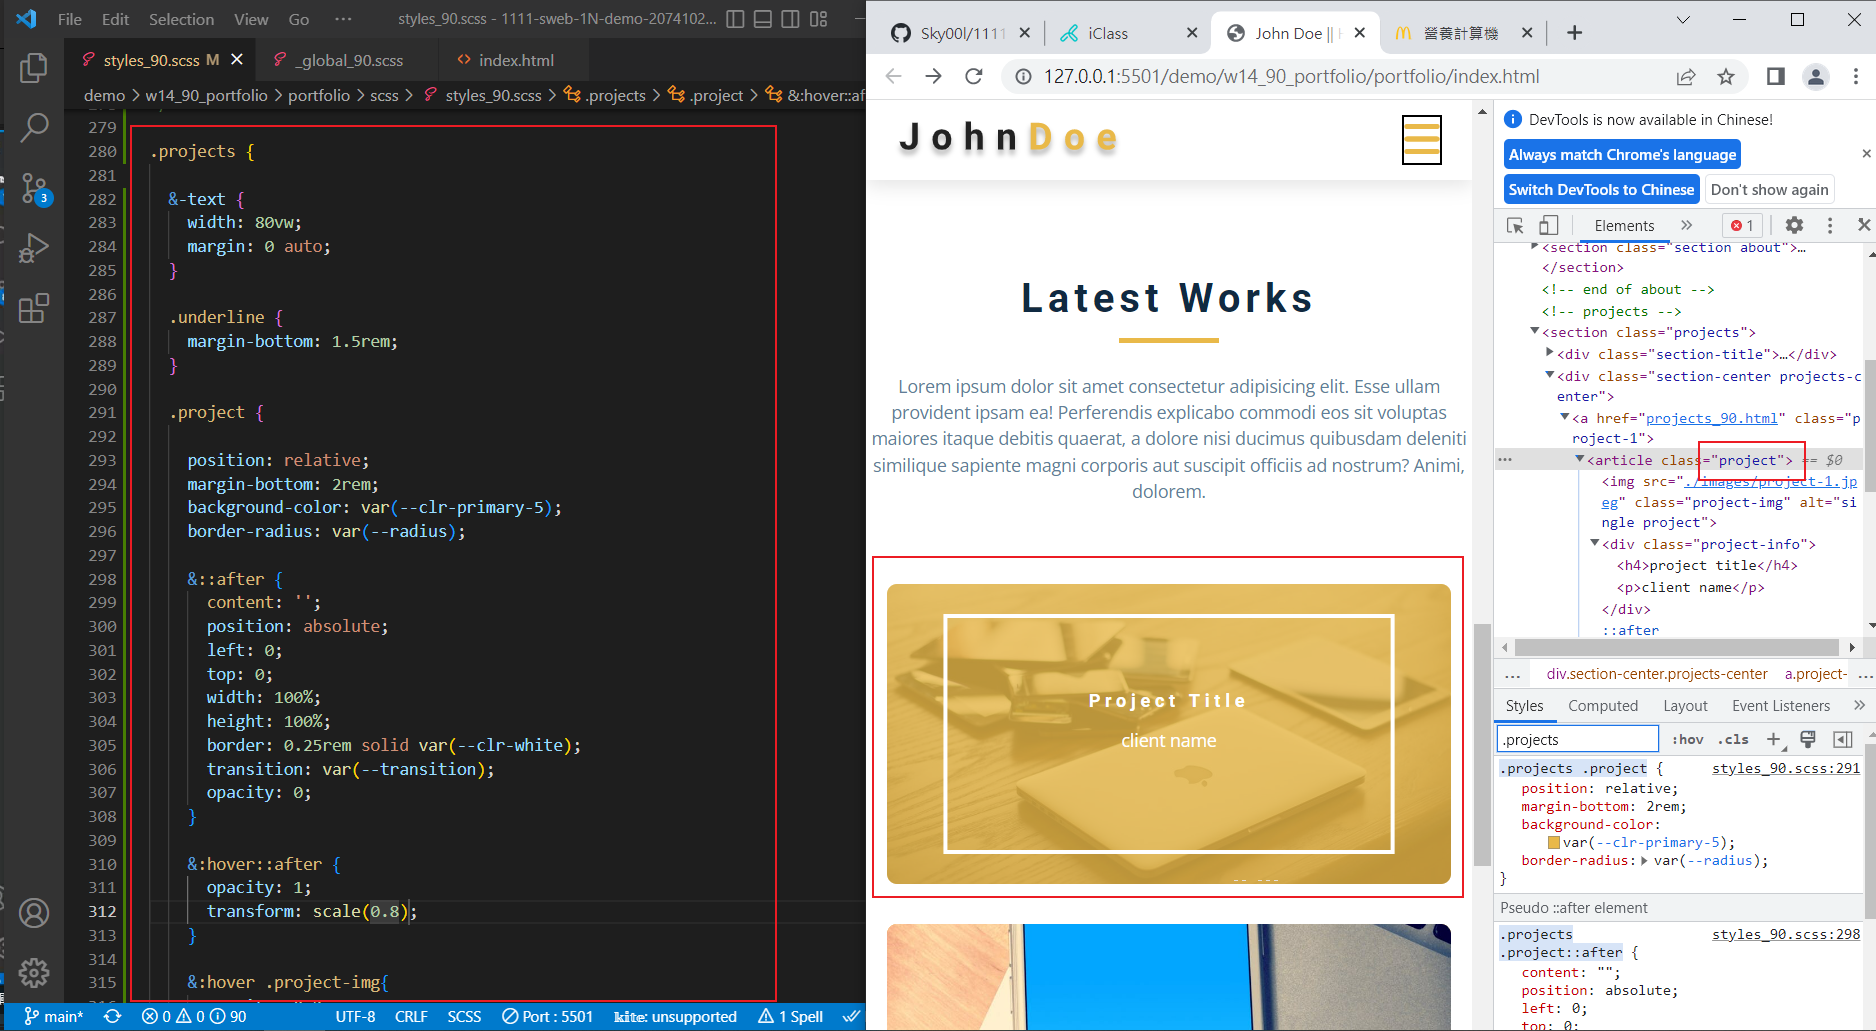 File Edit Selection View Go ··· styles_90.scss - 1111-sweb-1N-demo-2074102...
styles_90.scss M
_global_90.scss
index.html
demo > w14_90_portfolio > portfolio > scss > styles_90.scss > .projects > .project > &:hover::af
279
280 .projects {
281
282 &-text {
283 width: 80vw;
284 margin: 0 auto;
285 }
286
287 .underline {
288 margin-bottom: 1.5rem;
289 }
290
291 .project {
292
293 position: relative;
294 margin-bottom: 2rem;
295 background-color: var(--clr-primary-5);
296 border-radius: var(--radius);
297
298 &::after {
299 content: '';
300 position: absolute;
301 left: 0;
302 top: 0;
303 width: 100%;
304 height: 100%;
305 border: 0.25rem solid var(--clr-white);
306 transition: var(--transition);
307 opacity: 0;
308 }
309
310 &:hover::after {
311 opacity: 1;
312 transform: scale(0.8);
313 }
314
315 &:hover .project-img{
3
main* 0 0 90 UTF-8 CRLF SCSS Port : 5501 kite: unsupported 1 Spell
Sky00l/1111
iClass
John Doe ||
營養計算機
127.0.0.1:5501/demo/w14_90_portfolio/portfolio/index.html
JohnDoe
Latest Works
Lorem ipsum dolor sit amet consectetur adipisicing elit. Esse ullam
provident ipsam ea! Perferendis explicabo commodi eos sit voluptas
maiores itaque debitis quaerat, a dolore nisi ducimus quibusdam deleniti
similique sapiente magni corporis aut suscipit officiis ad nostrum? Animi,
dolorem.
Project Title
client name
DevTools is now available in Chinese!
Always match Chrome's language
Switch DevTools to Chinese
Don't show again
Elements
1
<section class="section about">…
</section>
<!-- end of about -->
<!-- projects -->
<section class="projects">
<div class="section-title">…</div>
<div class="section-center projects-c
enter">
<a href="projects_90.html" class="p
roject-1">
<article class="project"> == $0
<img src="./images/project-1.jp
eg" class="project-img" alt="si
ngle project">
<div class="project-info">
<h4>project title</h4>
<p>client name</p>
</div>
::after
... div.section-center.projects-center a.project- ...
Styles Computed Layout Event Listeners
.projects
:hov .cls
.projects .project { styles_90.scss:291
position: relative;
margin-bottom: 2rem;
background-color:
var(--clr-primary-5);
border-radius: var(--radius);
}
Pseudo ::after element
.projects styles_90.scss:298
.project::after {
content: "";
position: absolute;
left: 0;
top: 0;